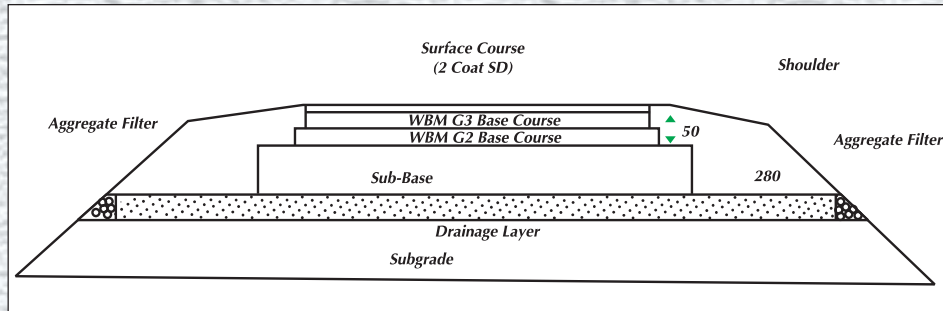 Surface Course
(2 Coat SD)
Shoulder
Aggregate Filter
WBM G3 Base Course
50
WBM G2 Base Course
Aggregate Filter
Sub-Base
280
Drainage Layer
Subgrade